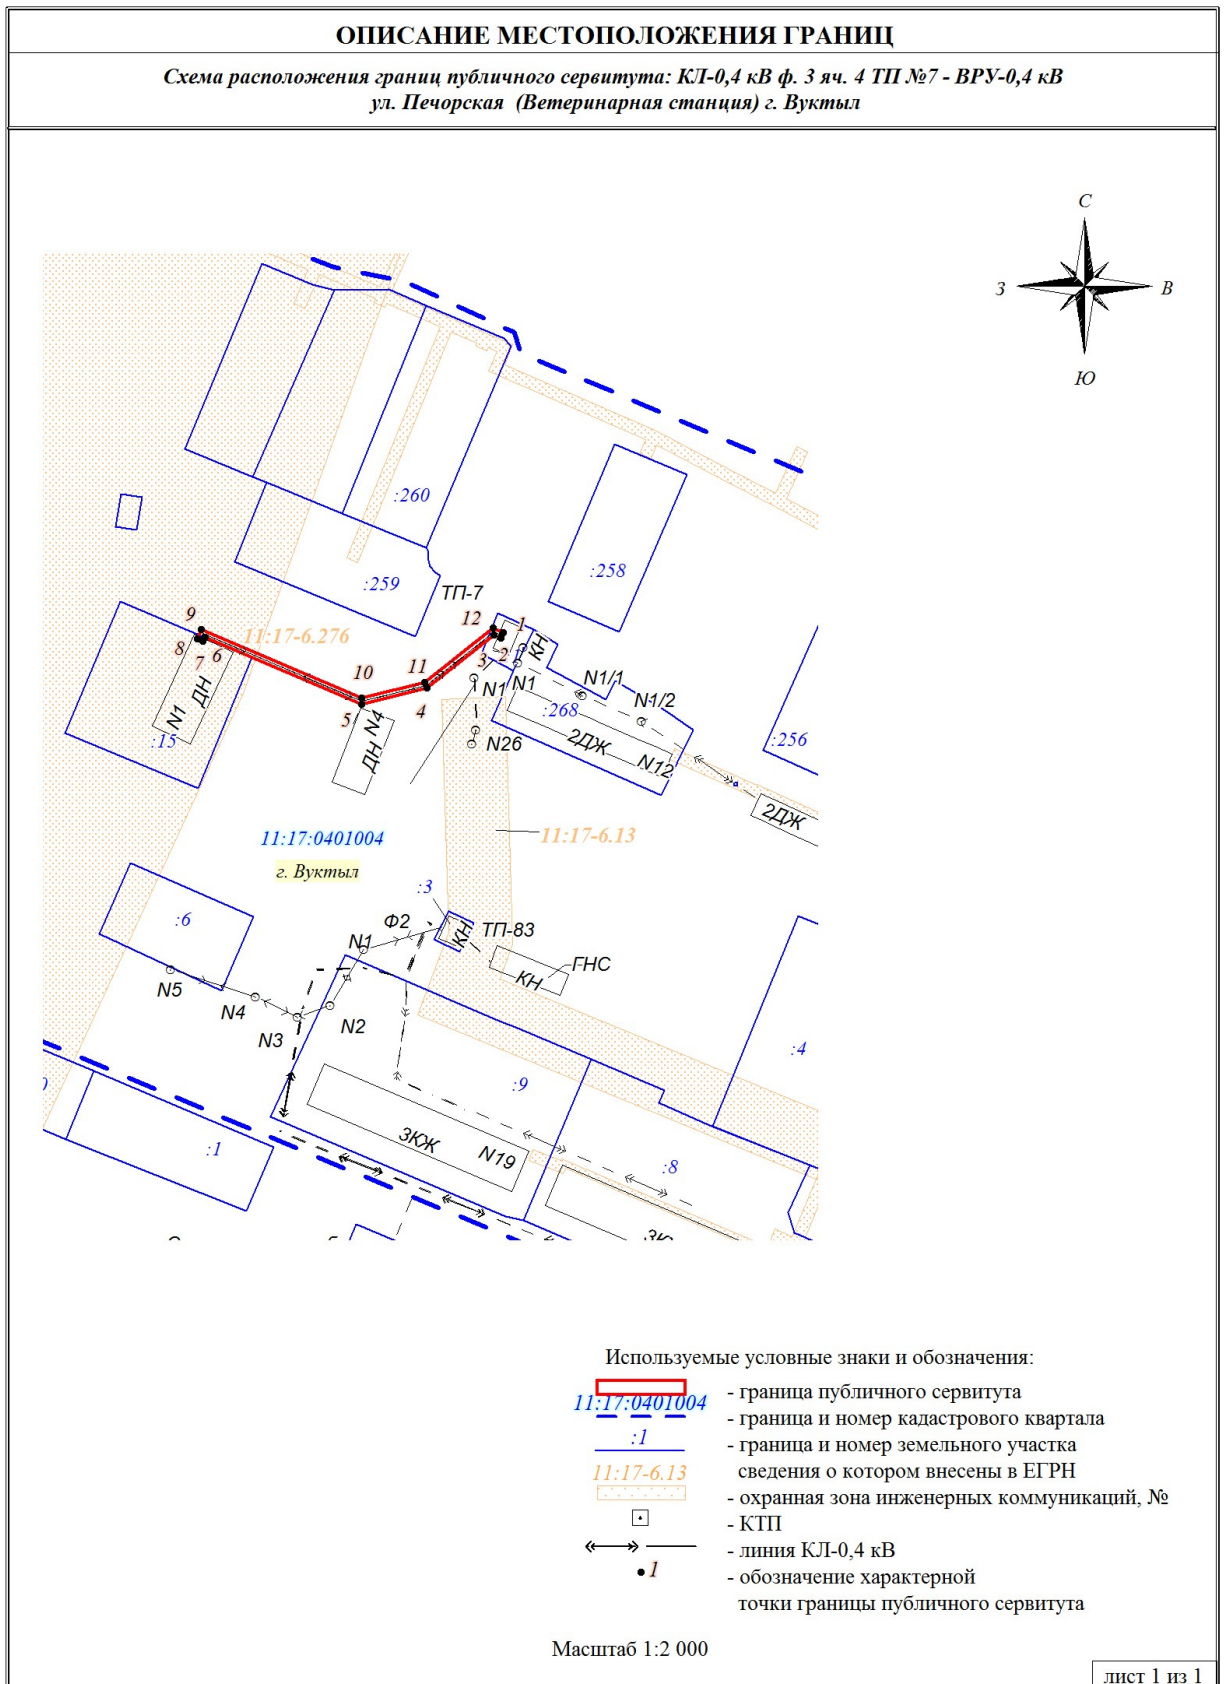 ОПИСАНИЕ МЕСТОПОЛОЖЕНИЯ ГРАНИЦ
Схема расположения границ публичного сервитута: КЛ-0,4 кВ ф. 3 яч. 4 ТП №7 - ВРУ-0,4 кВ
ул. Печорская (Ветеринарная станция) г. Вуктыл
С
З
В
Ю
:260
:259
:258
ТП-7
9
8
7
6
11:17-6.276
12
1
2
3
КН
10
11
5
4
N1
ДН
N4
ДН
:15
N1
N1
N1/1
N1/2
:268
2ДЖ
N12
N26
:256
2ДЖ
11:17:0401004
11:17-6.13
г. Вуктыл
:3
:6
Ф2
N1
КН
ТП-83
КН
ГНС
N5
N4
N3
N2
:4
:9
:1
3КЖ
N19
:8
Используемые условные знаки и обозначения:
- граница публичного сервитута
11:17:0401004
- граница и номер кадастрового квартала
:1
- граница и номер земельного участка
сведения о котором внесены в ЕГРН
11:17-6.13
- охранная зона инженерных коммуникаций, №
- КТП
- линия КЛ-0,4 кВ
1
- обозначение характерной
точки границы публичного сервитута
Масштаб 1:2 000
лист 1 из 1